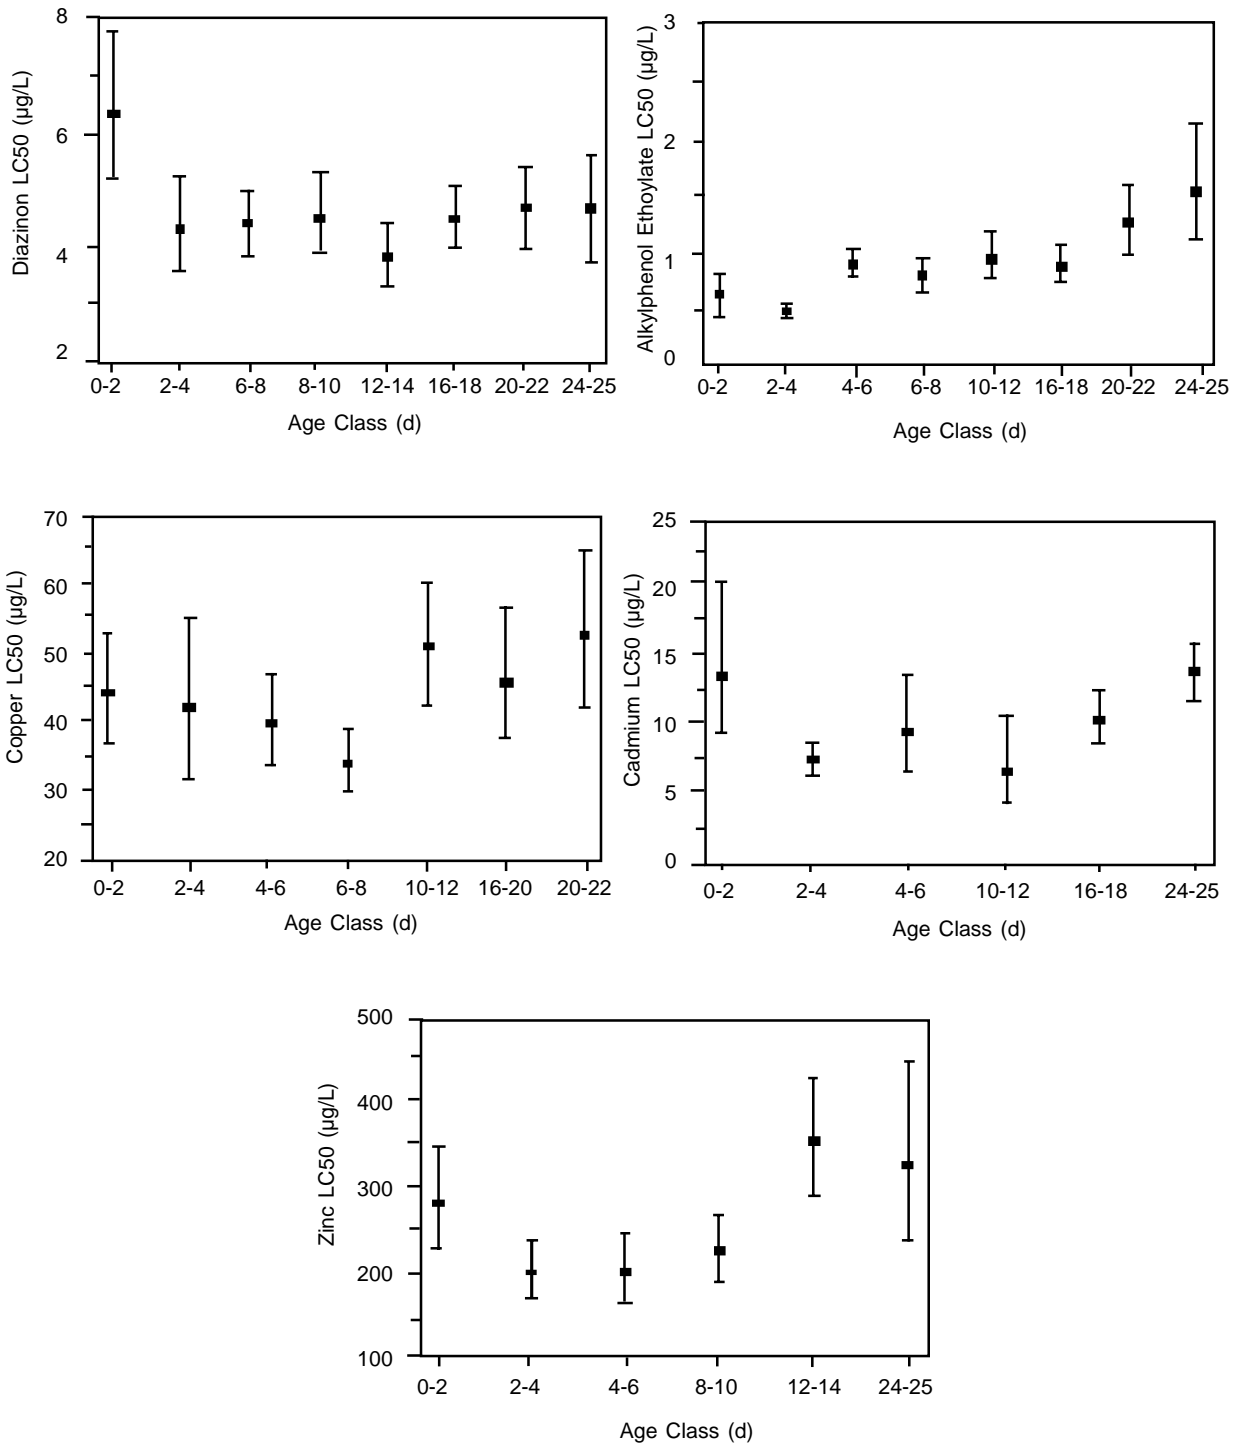 Diazinon LC50 (µg/L)
8
6
4
2
0-2 2-4 6-8 8-10 12-14 16-18 20-22 24-25
Age Class (d)
Alkylphenol Ethoylate LC50 (µg/L)
3
2
1
0
0-2 2-4 4-6 6-8 10-12 16-18 20-22 24-25
Age Class (d)
Copper LC50 (µg/L)
70
60
50
40
30
20
0-2 2-4 4-6 6-8 10-12 16-20 20-22
Age Class (d)
Cadmium LC50 (µg/L)
25
20
15
10
5
0
0-2 2-4 4-6 10-12 16-18 24-25
Age Class (d)
Zinc LC50 (µg/L)
500
400
300
200
100
0-2 2-4 4-6 8-10 12-14 24-25
Age Class (d)